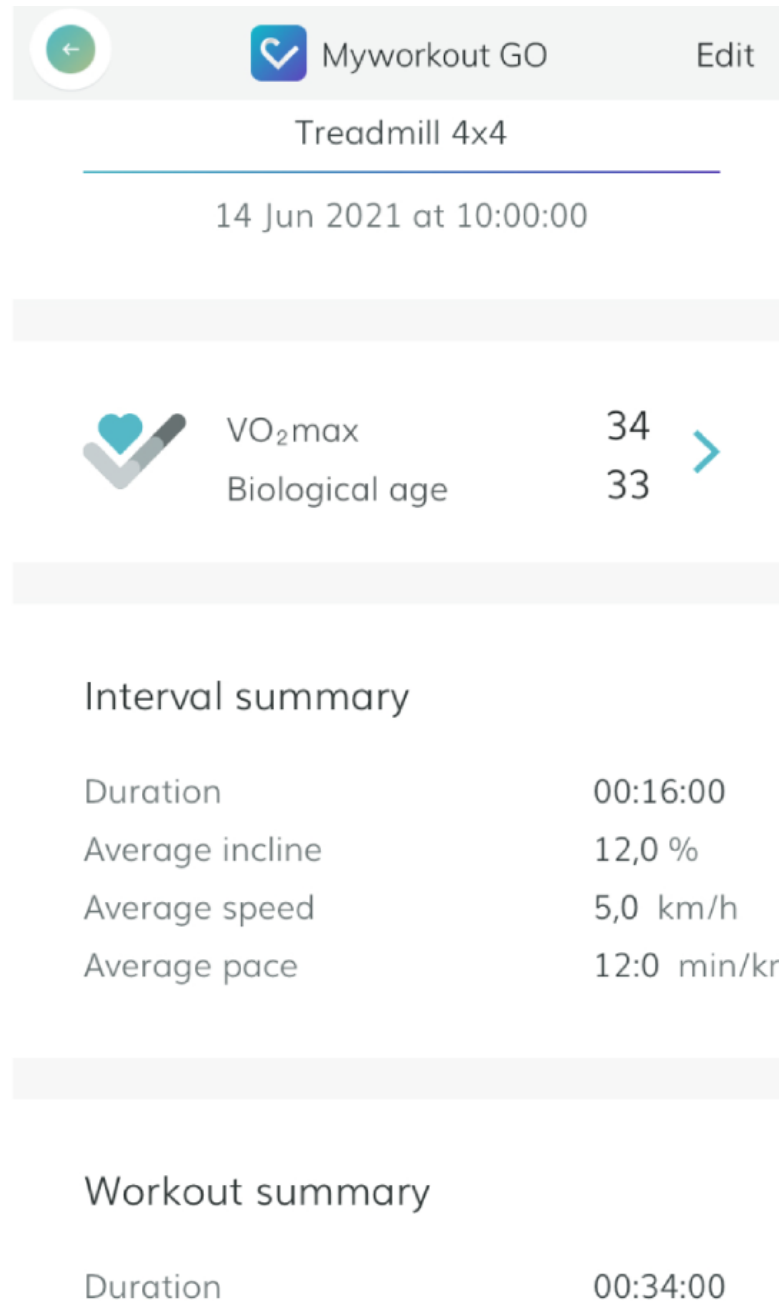 Myworkout GO Edit
Treadmill 4x4
14 Jun 2021 at 10:00:00
VO₂max 34
Biological age 33
Interval summary
Duration 00:16:00
Average incline 12,0 %
Average speed 5,0 km/h
Average pace 12:0 min/kr
Workout summary
Duration 00:34:00